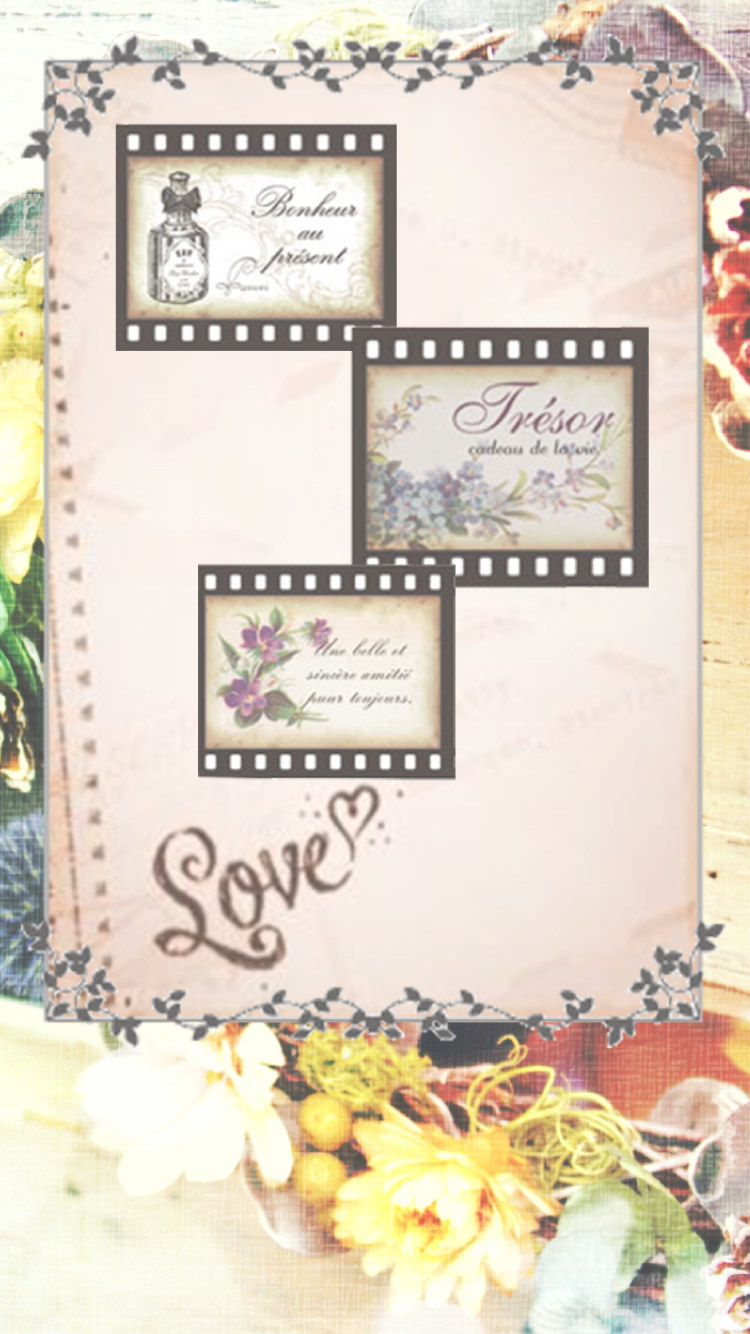 Bonheur
au
présent
Trésor
cadeau de la vie
Une belle et
sincère amitié
pour toujours.
Love